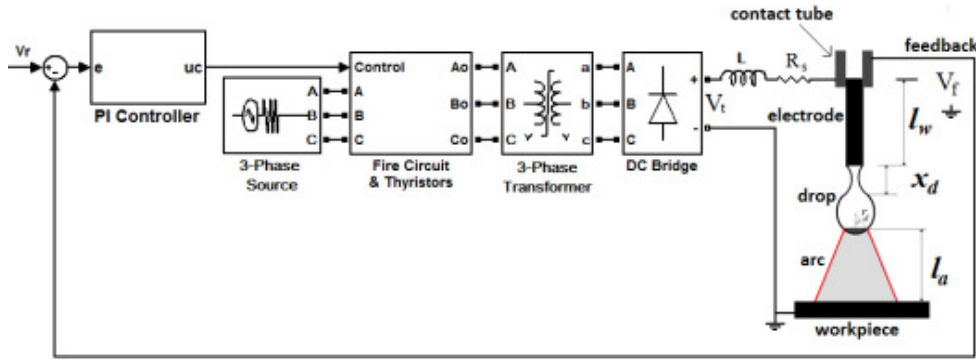 contact tube
feedback
Vr
e
uc
PI Controller
Control
A
B
C
A
B
C
3-Phase
Source
Ao
Bo
Co
Fire Circuit
& Thyristors
A
B
C
a
b
c
3-Phase
Transformer
A
B
C
+
-
DC Bridge
L
Rs
Vt
electrode
lw
Vf
drop
xd
arc
la
workpiece